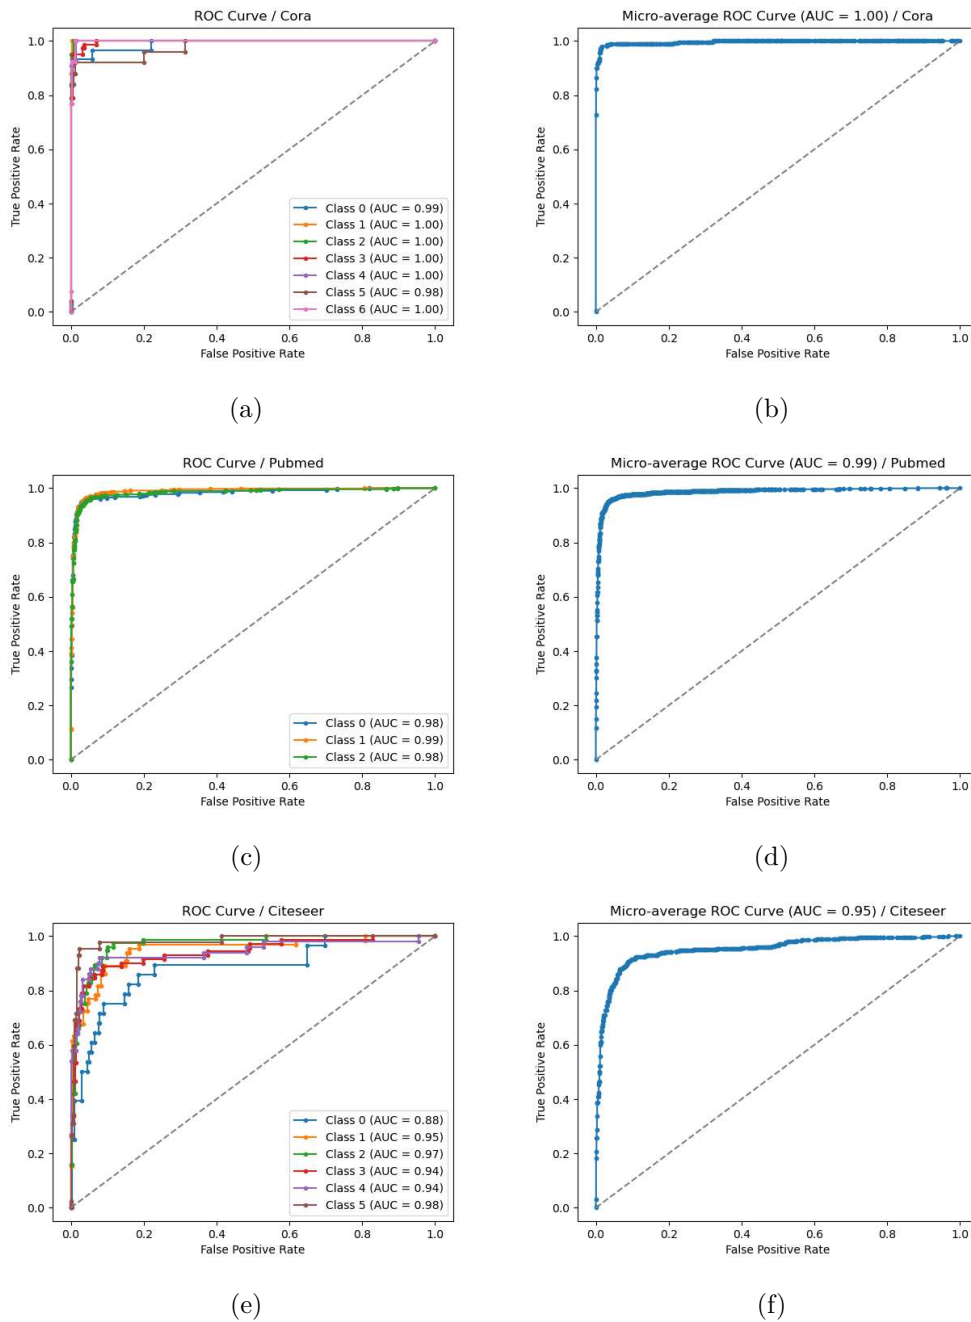 ROC Curve / Cora
True Positive Rate
1.0
0.8
0.6
0.4
0.2
0.0
Class 0 (AUC = 0.99)
Class 1 (AUC = 1.00)
Class 2 (AUC = 1.00)
Class 3 (AUC = 1.00)
Class 4 (AUC = 1.00)
Class 5 (AUC = 0.98)
Class 6 (AUC = 1.00)
0.0 0.2 0.4 0.6 0.8 1.0
False Positive Rate
(a)
Micro-average ROC Curve (AUC = 1.00) / Cora
True Positive Rate
1.0
0.8
0.6
0.4
0.2
0.0
0.0 0.2 0.4 0.6 0.8 1.0
False Positive Rate
(b)
ROC Curve / Pubmed
True Positive Rate
1.0
0.8
0.6
0.4
0.2
0.0
Class 0 (AUC = 0.98)
Class 1 (AUC = 0.99)
Class 2 (AUC = 0.98)
0.0 0.2 0.4 0.6 0.8 1.0
False Positive Rate
(c)
Micro-average ROC Curve (AUC = 0.99) / Pubmed
True Positive Rate
1.0
0.8
0.6
0.4
0.2
0.0
0.0 0.2 0.4 0.6 0.8 1.0
False Positive Rate
(d)
ROC Curve / Citeseer
True Positive Rate
1.0
0.8
0.6
0.4
0.2
0.0
Class 0 (AUC = 0.88)
Class 1 (AUC = 0.95)
Class 2 (AUC = 0.97)
Class 3 (AUC = 0.94)
Class 4 (AUC = 0.94)
Class 5 (AUC = 0.98)
0.0 0.2 0.4 0.6 0.8 1.0
False Positive Rate
(e)
Micro-average ROC Curve (AUC = 0.95) / Citeseer
True Positive Rate
1.0
0.8
0.6
0.4
0.2
0.0
0.0 0.2 0.4 0.6 0.8 1.0
False Positive Rate
(f)